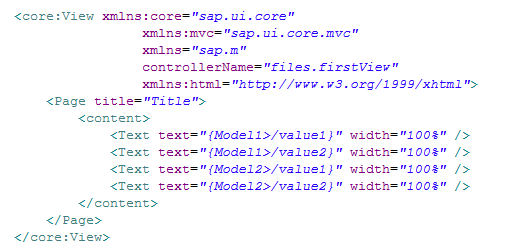 <core:View xmlns:core="sap.ui.core"
xmlns:mvc="sap.ui.core.mvc"
xmlns="sap.m"
controllerName="files.firstView"
xmlns:html="http://www.w3.org/1999/xhtml">
<Page title="Title">
<content>
<Text text="{Model1>/value1}" width="100%" />
<Text text="{Model1>/value2}" width="100%" />
<Text text="{Model2>/value1}" width="100%" />
<Text text="{Model2>/value2}" width="100%" />
</content>
</Page>
</core:View>